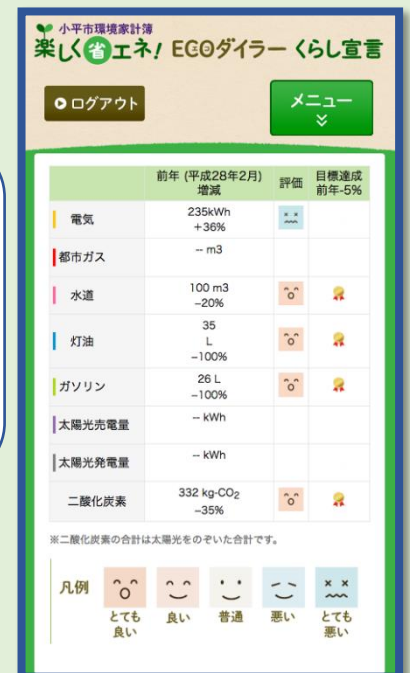 小平市環境家計簿
楽しく省エネ! ECOダイラー くらし宣言
ログアウト
メニュー
前年 (平成28年2月)
増減
評価
目標達成
前年-5%
電気
235kWh
+36%
都市ガス
-- m3
水道
100 m3
−20%
灯油
35
L
−100%
ガソリン
26 L
−100%
太陽光売電量
-- kWh
太陽光発電量
-- kWh
二酸化炭素
332 kg-CO2
−35%
※二酸化炭素の合計は太陽光をのぞいた合計です。
凡例
とても
良い
良い
普通
悪い
とても
悪い